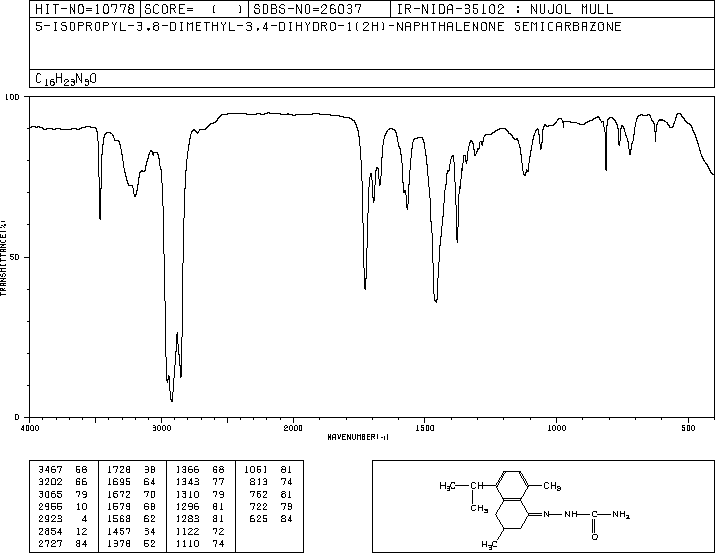 HIT-NO=10778 SCORE= ( ) SDBS-NO=26037 IR-NIDA-35102 : NUJOL MULL
5-ISOPROPYL-3,8-DIMETHYL-3,4-DIHYDRO-1(2H)-NAPHTHALENONE SEMICARBAZONE
C16H23N3O
100
TRANSMITTANCE(%)
50
0
4000 3000 2000 1500 1000 500
WAVENUMBER(-1)
3467 68 1728 38 1366 68 1061 81
3202 66 1695 64 1343 77 813 74
3065 79 1672 70 1310 79 762 81
2955 10 1579 68 1296 81 722 79
2923 4 1568 62 1283 81 625 84
2854 12 1457 34 1122 72
2727 84 1378 52 1110 74
H3C CH CH3
CH3 N NH C NH2
H3C O